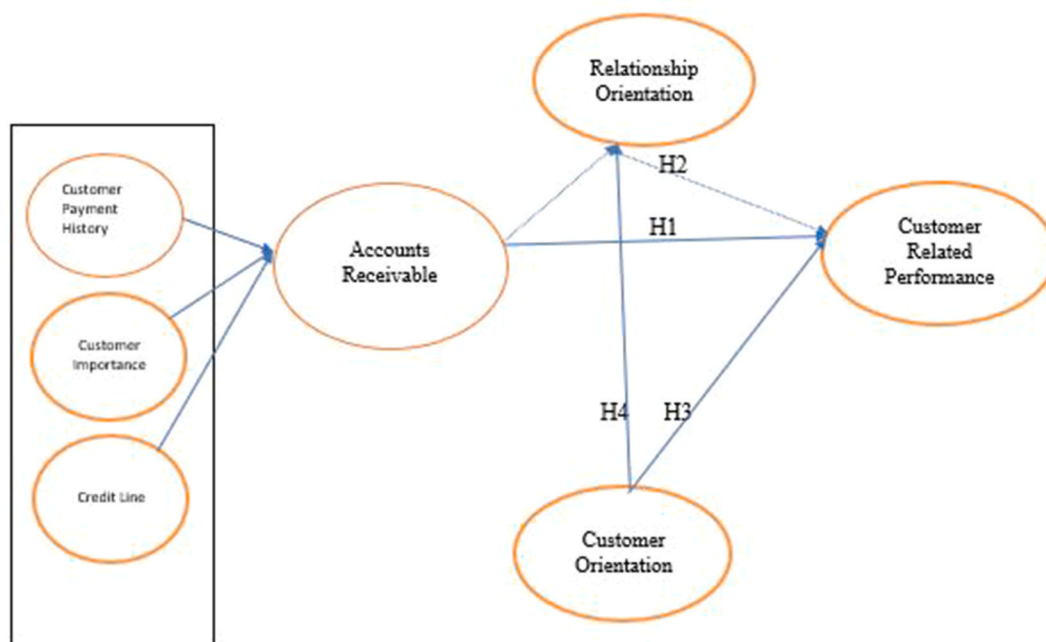 Relationship
Orientation
Customer
Payment
History
H2
H1
Accounts
Receivable
Customer
Related
Performance
Customer
Importance
H4
H3
Credit Line
Customer
Orientation